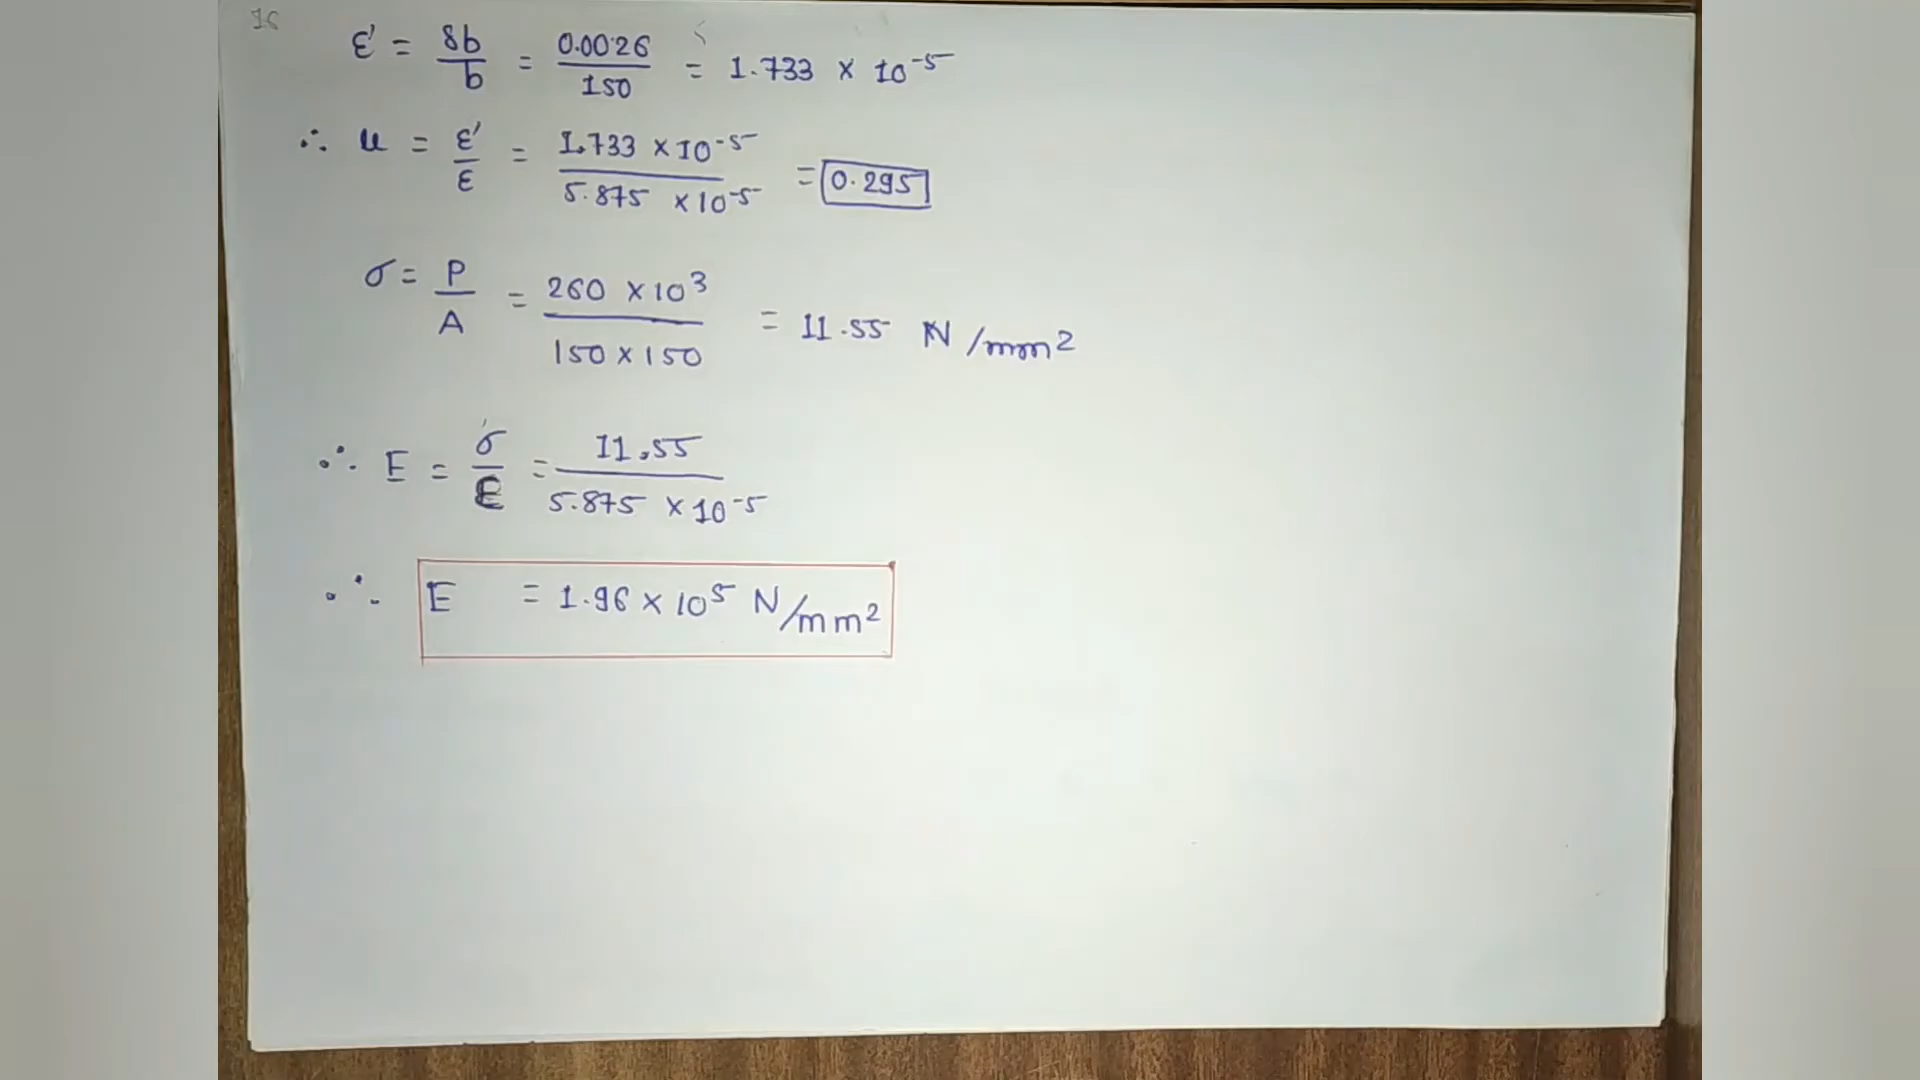 16
ε' = δb/b = 0.0026/150 = 1.733 × 10⁻⁵
∴ μ = ε'/ε = 1.733 × 10⁻⁵/5.875 × 10⁻⁵ = 0.295
σ = P/A = 260 × 10³/150 × 150 = 11.55 N/mm²
∴ E = σ/ε = 11.55/5.875 × 10⁻⁵
∴ E = 1.96 × 10⁵ N/mm²